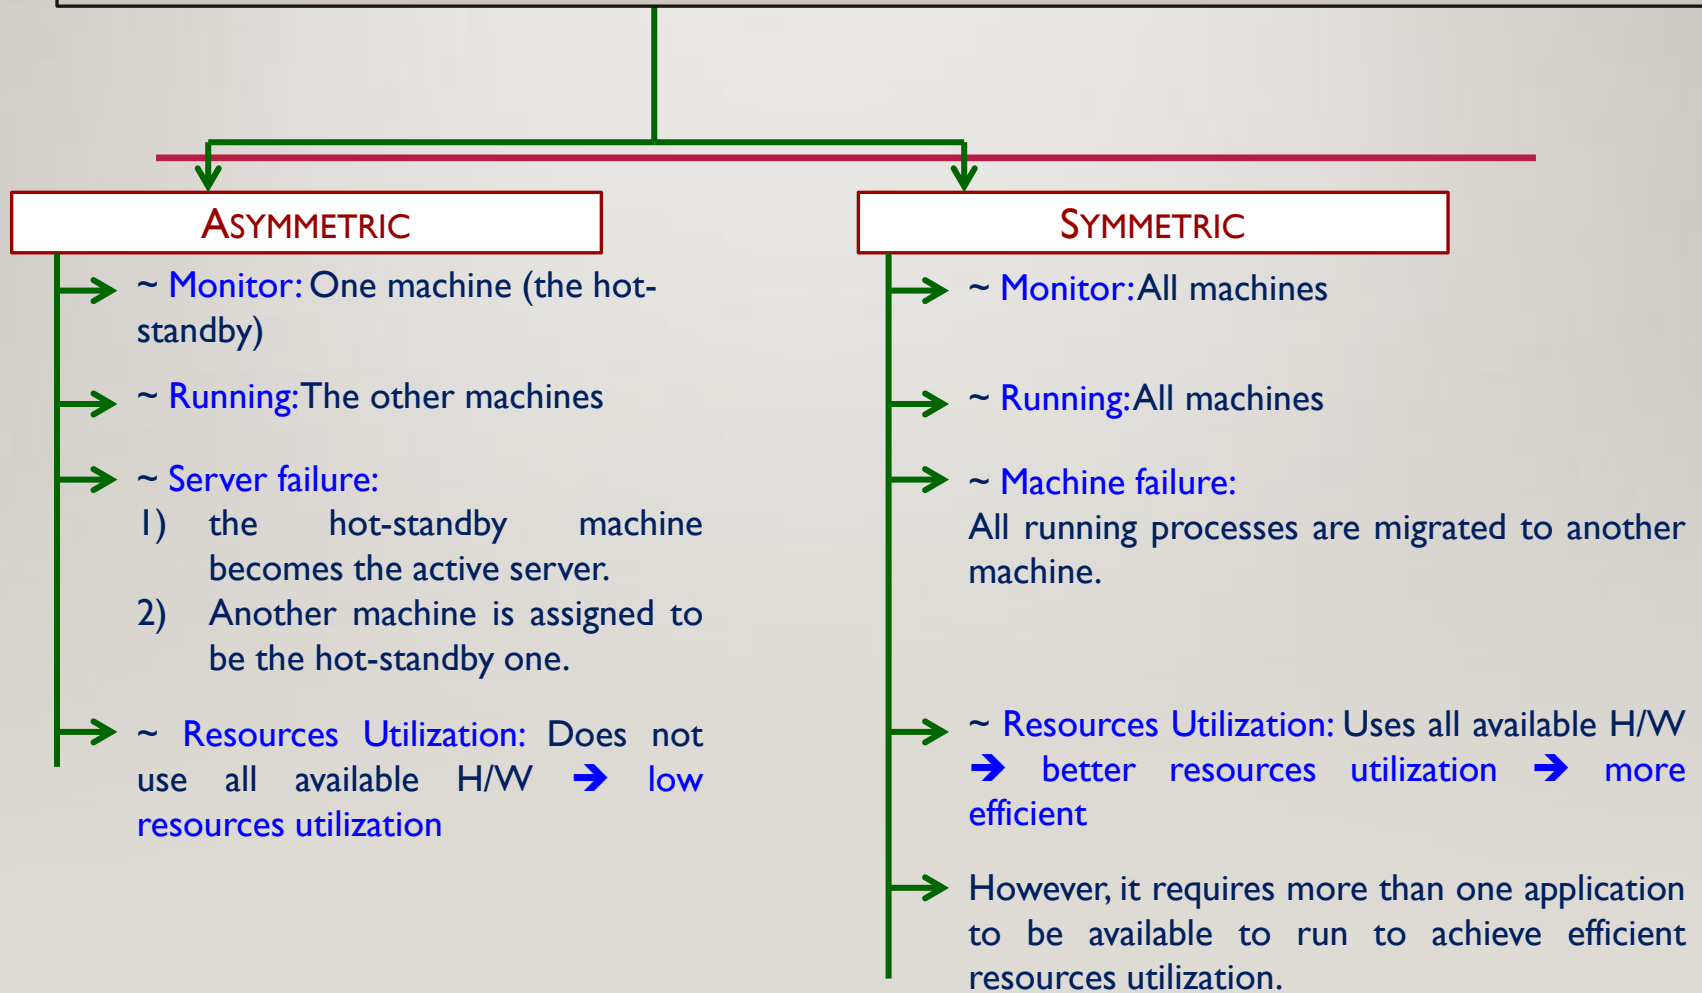 ASYMMETRIC
~ Monitor: One machine (the hot-
standby)
~ Running: The other machines
~ Server failure:
1) the hot-standby machine
becomes the active server.
2) Another machine is assigned to
be the hot-standby one.
~ Resources Utilization: Does not
use all available H/W ➔ low
resources utilization
SYMMETRIC
~ Monitor: All machines
~ Running: All machines
~ Machine failure:
All running processes are migrated to another
machine.
~ Resources Utilization: Uses all available H/W
➔ better resources utilization ➔ more
efficient
However, it requires more than one application
to be available to run to achieve efficient
resources utilization.